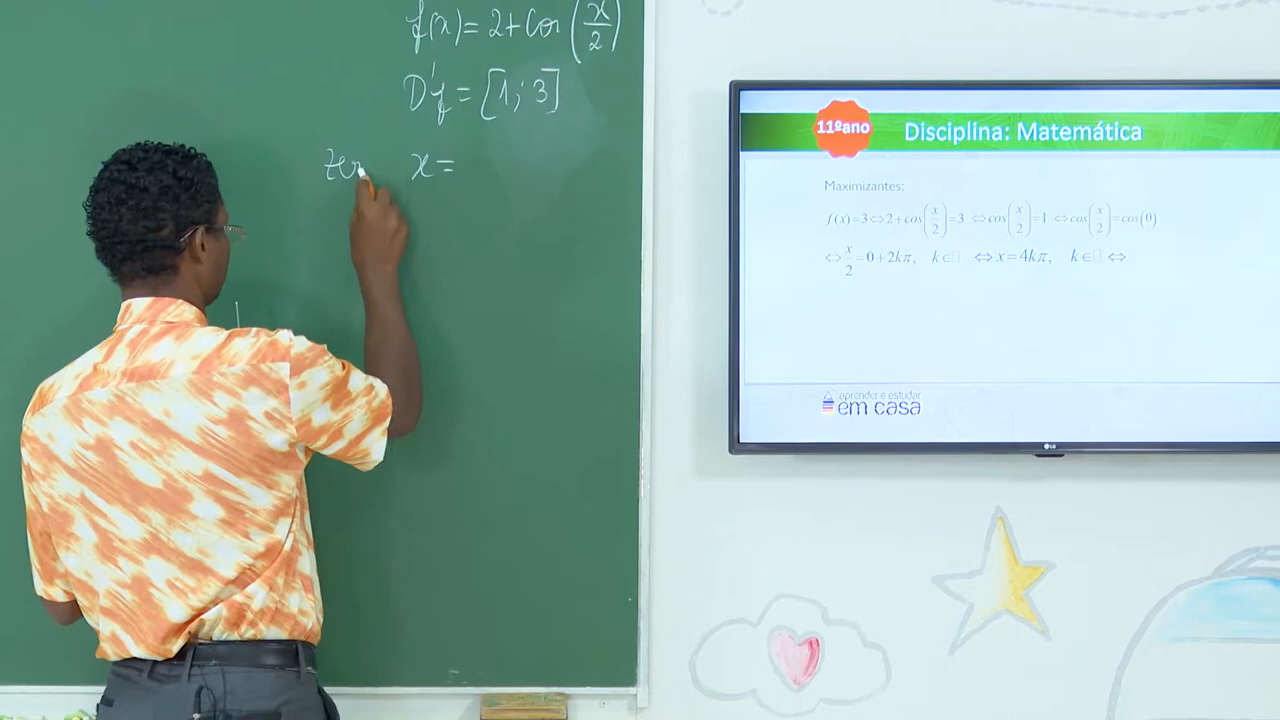 f(x) = 2 + cos (x/2)
D'f = [1; 3]
zer x =
11ºano
Disciplina: Matemática
Maximizantes:
f(x)=3⇔2+cos(x/2)=3 ⇔cos(x/2)=1 ⇔cos(x/2)=cos(0)
⇔x/2=0+2kπ, k∈□ ⇔x=4kπ, k∈□ ⇔
aprender e estudar
em casa
LG